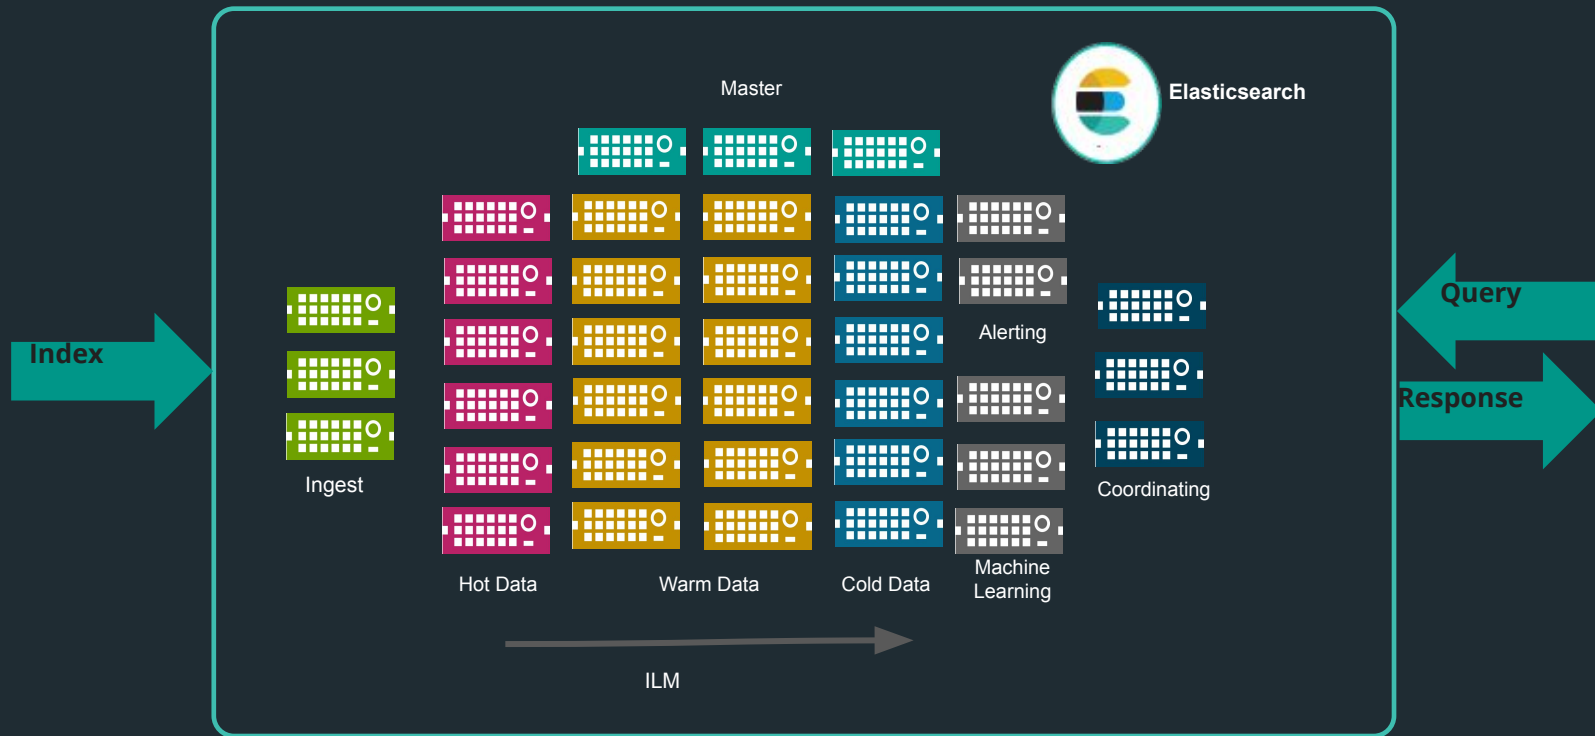 Master
Elasticsearch
Index
Query
Response
Alerting
Ingest
Coordinating
Hot Data
Warm Data
Cold Data
Machine
Learning
ILM